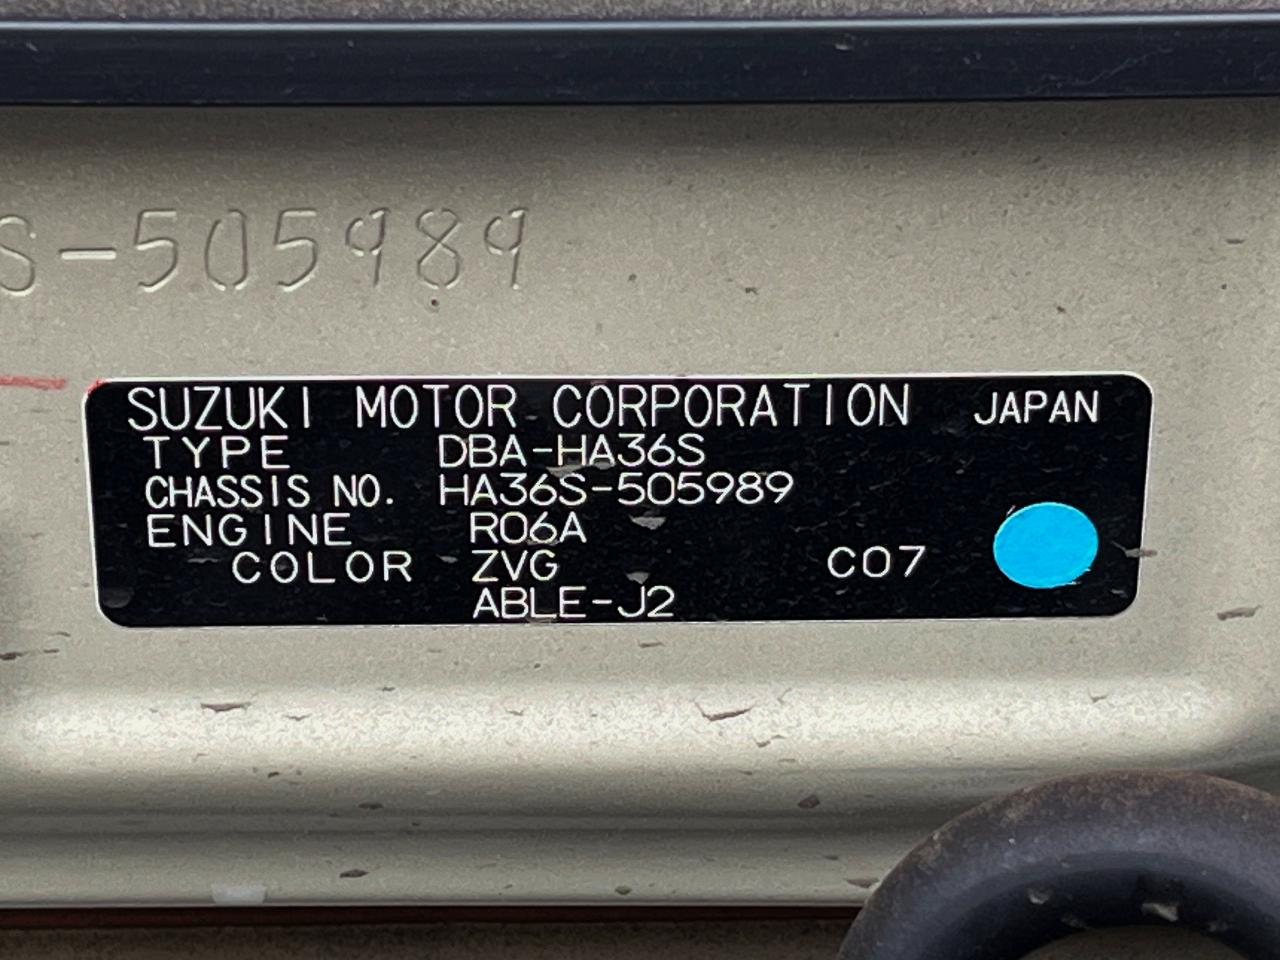 S-505989
SUZUKI MOTOR CORPORATION JAPAN
TYPE DBA-HA36S
CHASSIS NO. HA36S-505989
ENGINE R06A
COLOR ZVG C07
ABLE-J2